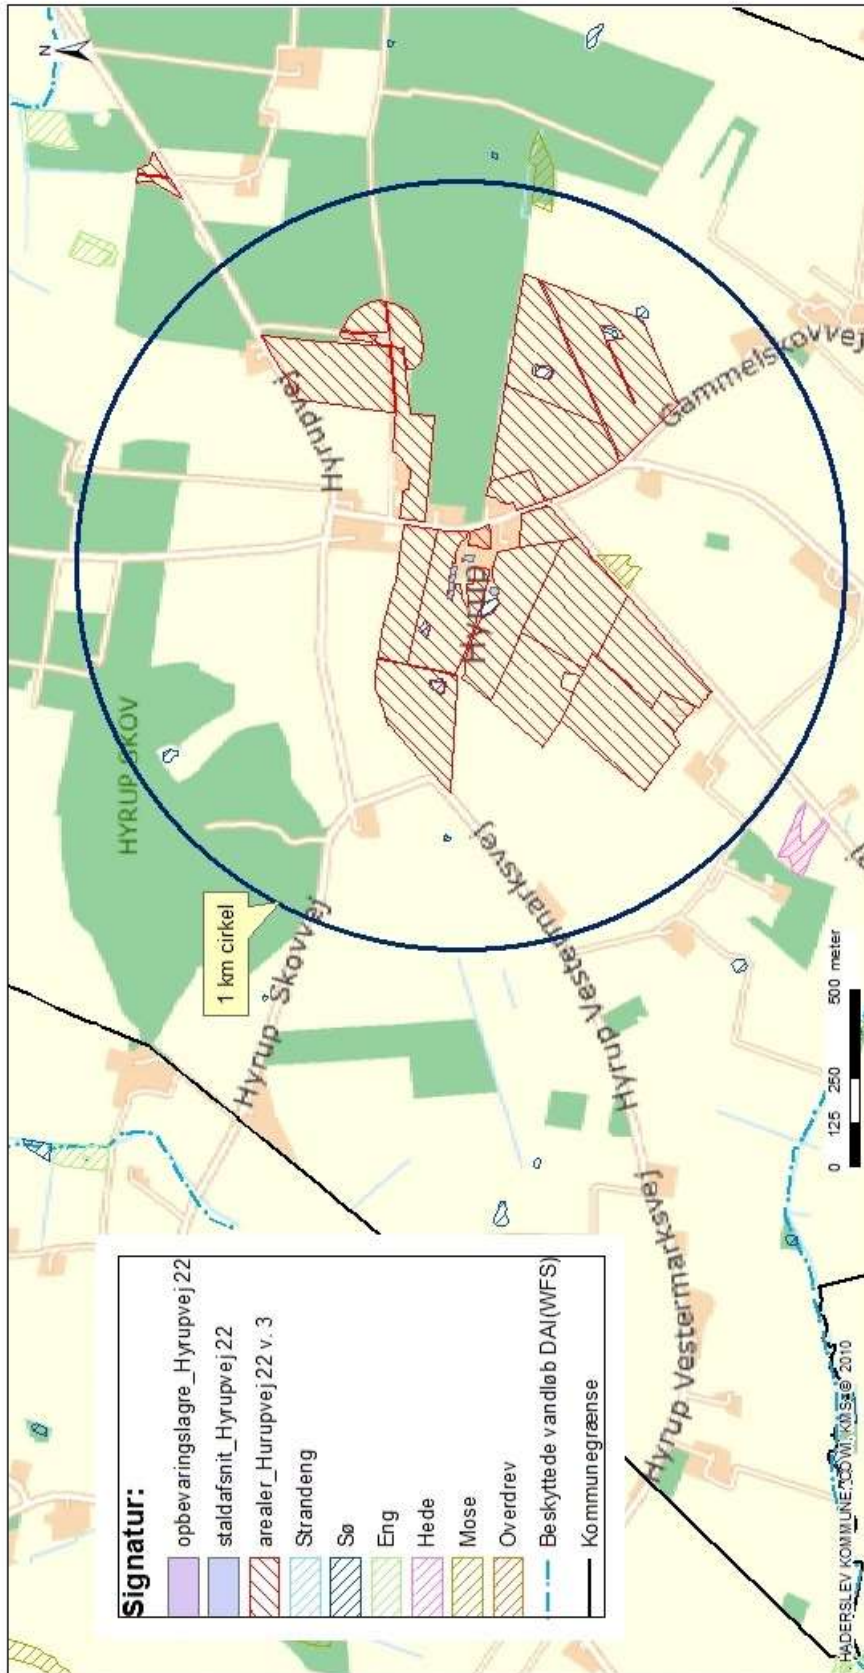 Signatur:
opbevaringslagre_Hyrupvej 22
staldafsnit_Hyrupvej 22
arealer_Hurupvej 22 v. 3
Strandeng
Sø
Eng
Hede
Mose
Overdrev
Beskyttede vandløb DAI(WFS)
Kommunegrænse
1 km cirkel
HYRUP SKOV
Hyrup Skovvej
Hyrupvej
Hyrup Vestermarksvej
Hyrup Vestermarksvej
Gammelskovvej
N
0 125 250 500 meter
HADERSLEV KOMMUNE, COWI, KMS @ 2010